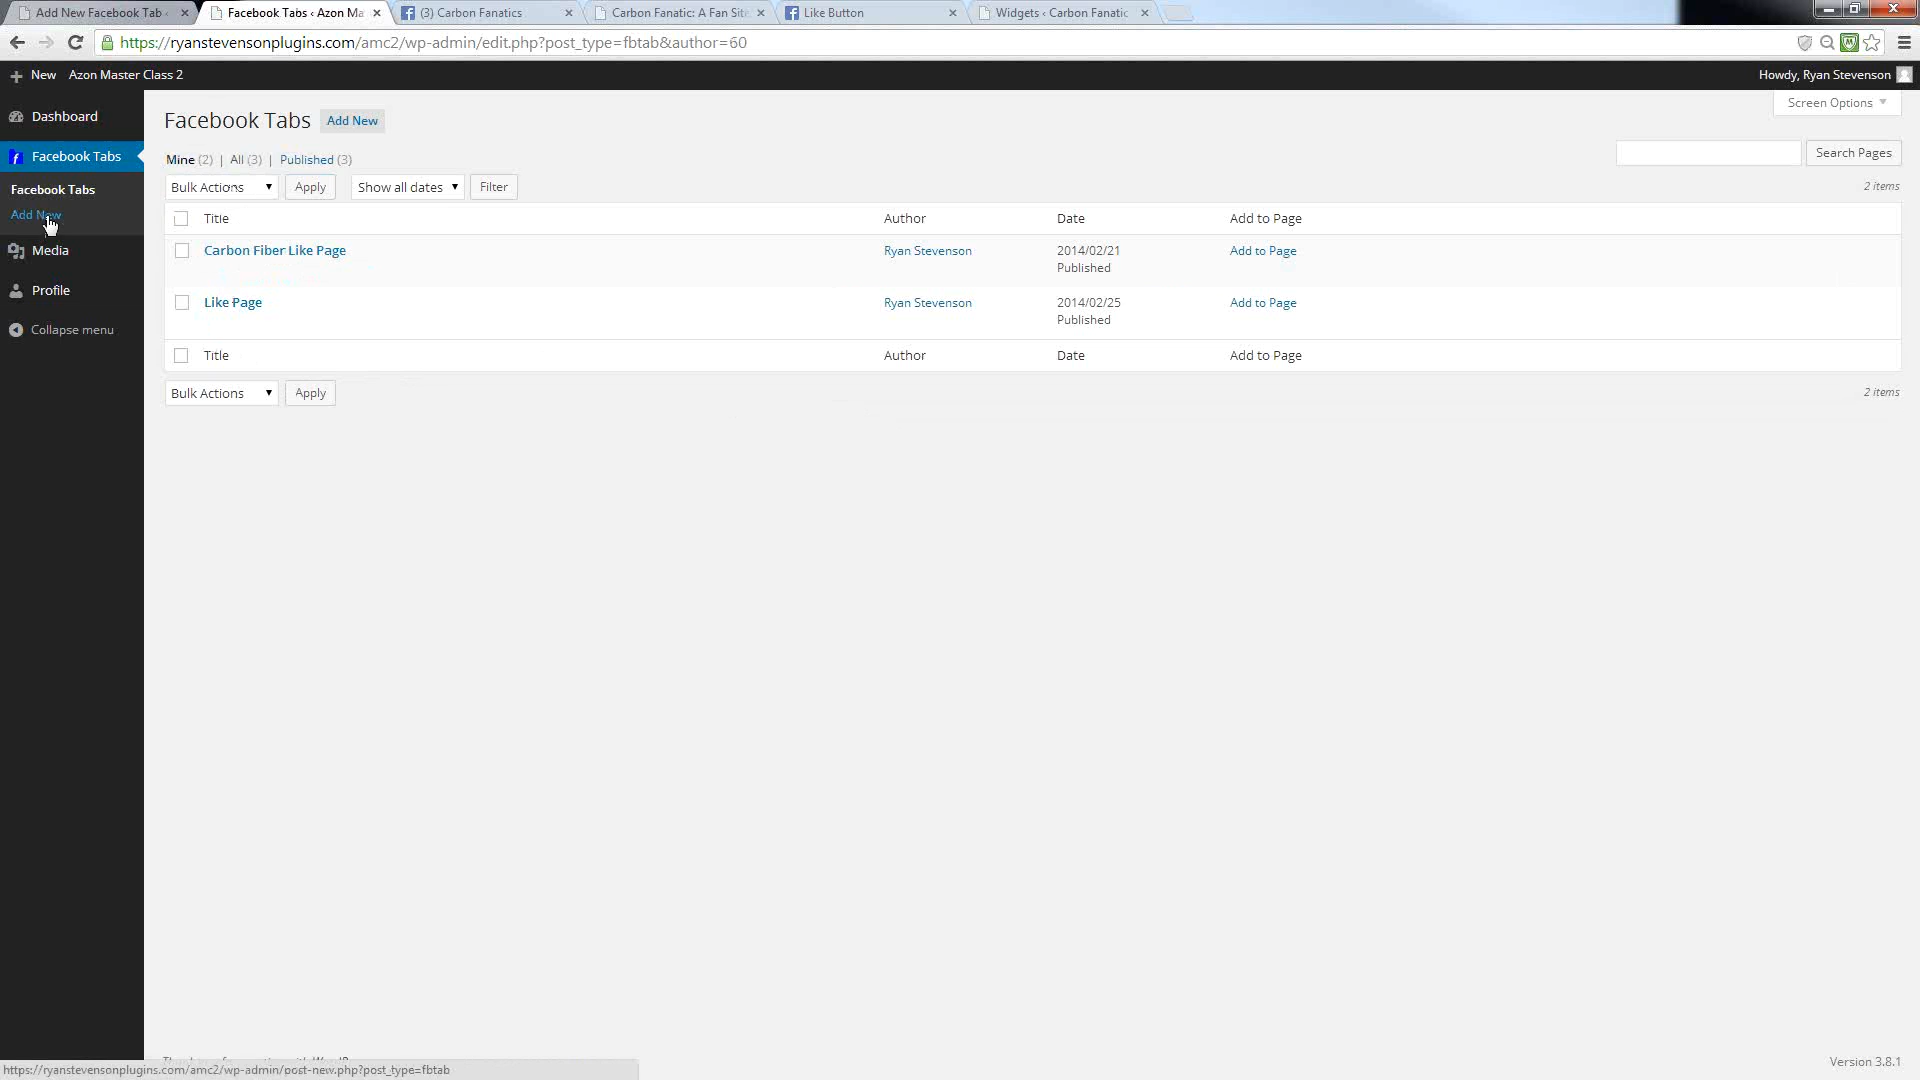 Add New Facebook Tab ‹
Facebook Tabs ‹ Azon Ma
(3) Carbon Fanatics
Carbon Fanatic: A Fan Site
Like Button
Widgets ‹ Carbon Fanatic
https://ryanstevensonplugins.com/amc2/wp-admin/edit.php?post_type=fbtab&author=60
New
Azon Master Class 2
Howdy, Ryan Stevenson
Screen Options
Dashboard
Facebook Tabs
Facebook Tabs
Add New
Media
Profile
Collapse menu
Facebook Tabs
Add New
Mine (2) | All (3) | Published (3)
Search Pages
Bulk Actions
Apply
Show all dates
Filter
2 items
Title
Author
Date
Add to Page
Carbon Fiber Like Page
Ryan Stevenson
2014/02/21
Published
Add to Page
Like Page
Ryan Stevenson
2014/02/25
Published
Add to Page
Title
Author
Date
Add to Page
Bulk Actions
Apply
2 items
Version 3.8.1
https://ryanstevensonplugins.com/amc2/wp-admin/post-new.php?post_type=fbtab